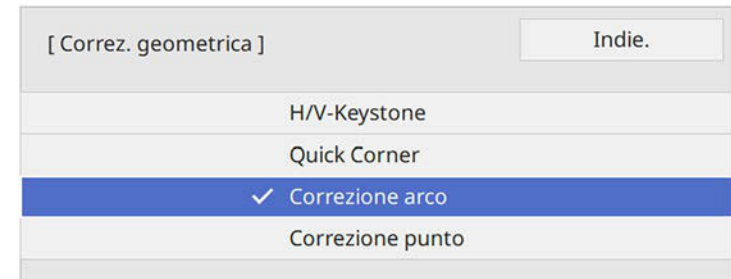 [ Correz. geometrica ]
Indie.
H/V-Keystone
Quick Corner
Correzione arco
Correzione punto